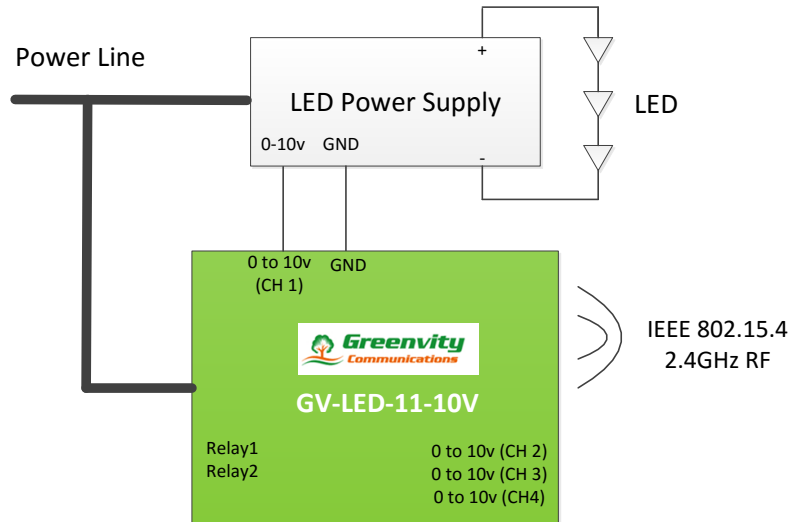 Power Line
+
LED Power Supply
LED
0-10v GND
-
0 to 10v GND
(CH 1)
Greenvity
Communications
IEEE 802.15.4
2.4GHz RF
GV-LED-11-10V
Relay1
Relay2
0 to 10v (CH 2)
0 to 10v (CH 3)
0 to 10v (CH4)